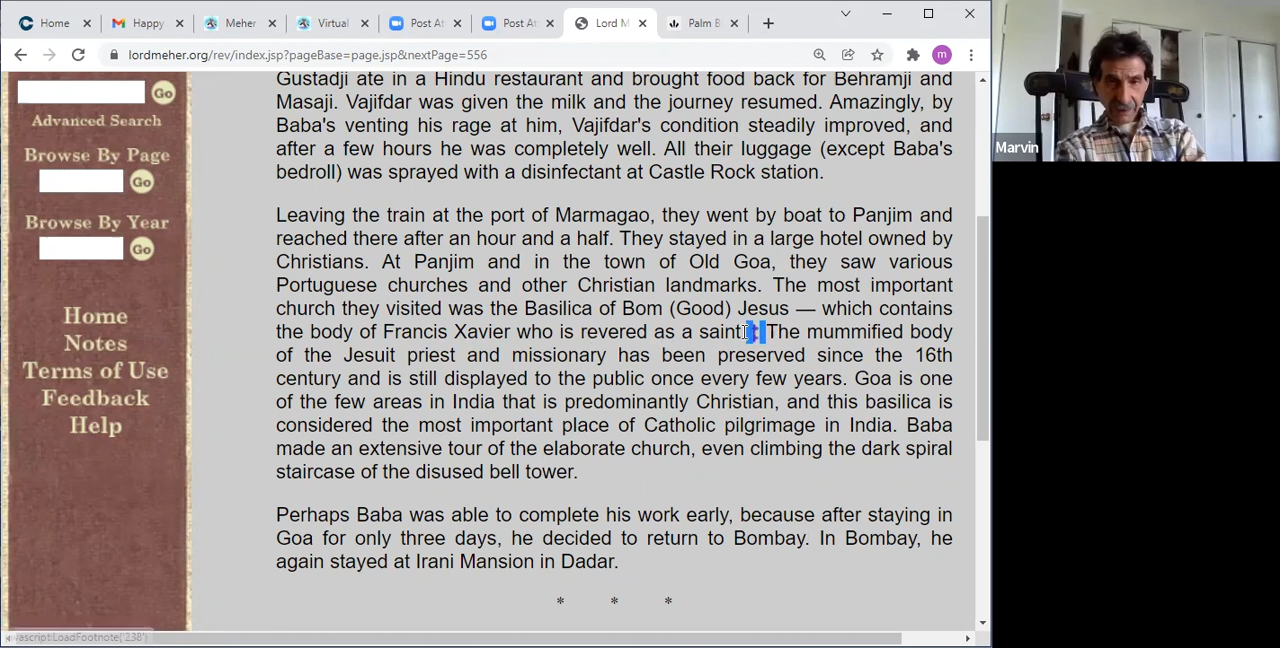 Home
Happy
Meher
Virtual
Post A
Post A
Lord M
Palm B
lordmeher.org/rev/index.jsp?pageBase=page.jsp&nextPage=556
m
Go
Advanced Search
Browse By Page
Go
Browse By Year
Go
Home
Notes
Terms of Use
Feedback
Help
Gustadji ate in a Hindu restaurant and brought food back for Behramji and
Masaji. Vajifdar was given the milk and the journey resumed. Amazingly, by
Baba's venting his rage at him, Vajifdar's condition steadily improved, and
after a few hours he was completely well. All their luggage (except Baba's
bedroll) was sprayed with a disinfectant at Castle Rock station.
Leaving the train at the port of Marmagao, they went by boat to Panjim and
reached there after an hour and a half. They stayed in a large hotel owned by
Christians. At Panjim and in the town of Old Goa, they saw various
Portuguese churches and other Christian landmarks. The most important
church they visited was the Basilica of Bom (Good) Jesus — which contains
the body of Francis Xavier who is revered as a saint. The mummified body
of the Jesuit priest and missionary has been preserved since the 16th
century and is still displayed to the public once every few years. Goa is one
of the few areas in India that is predominantly Christian, and this basilica is
considered the most important place of Catholic pilgrimage in India. Baba
made an extensive tour of the elaborate church, even climbing the dark spiral
staircase of the disused bell tower.
Perhaps Baba was able to complete his work early, because after staying in
Goa for only three days, he decided to return to Bombay. In Bombay, he
again stayed at Irani Mansion in Dadar.
* * *
avascript:LoadFootnote('238')
Marvin